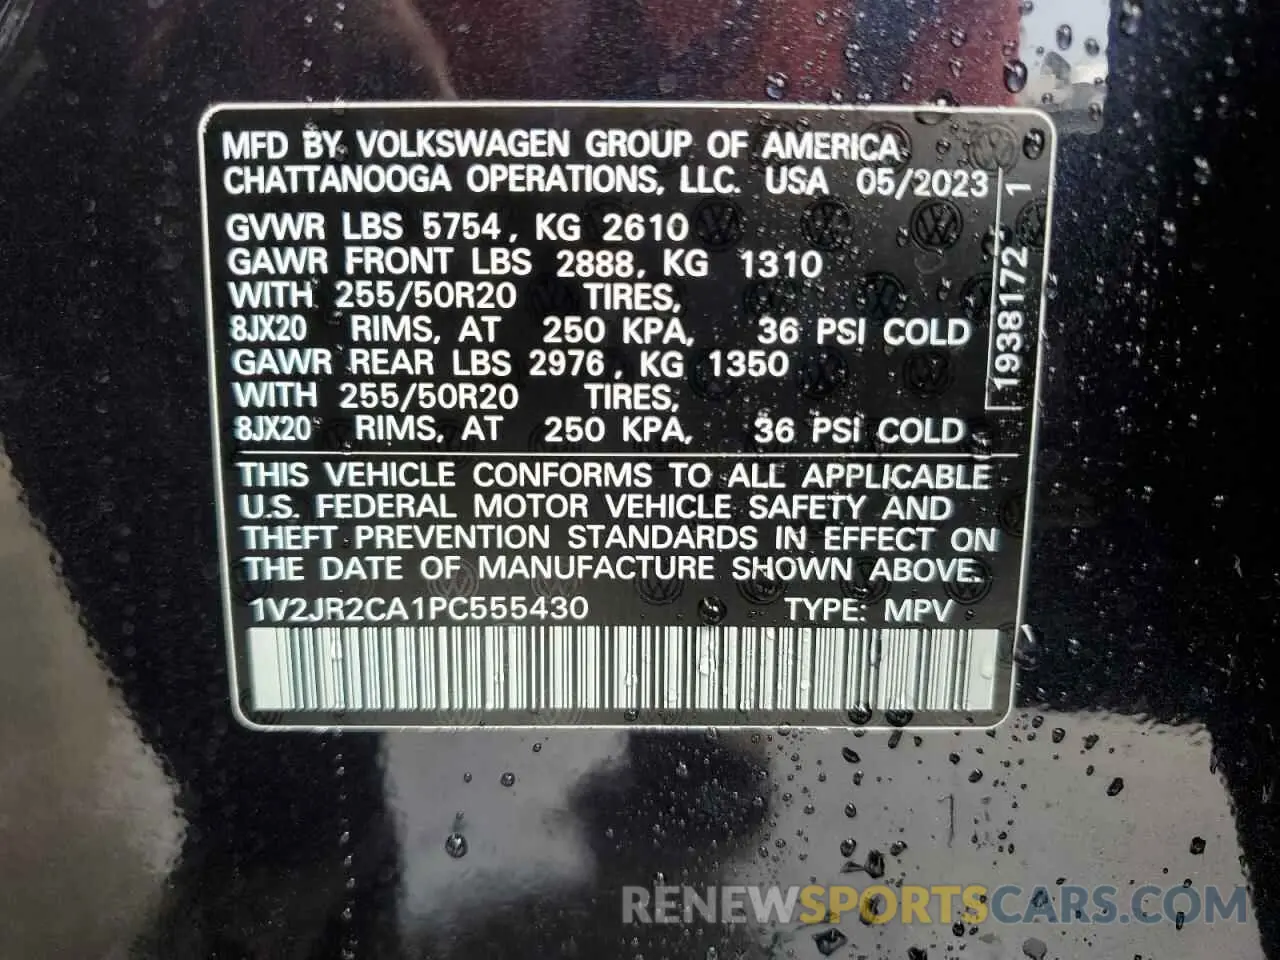 MFD BY. VOLKSWAGEN GROUP OF AMERICA
CHATTANOOGA OPERATIONS, LLC. USA 05/2023
GVWR LBS 5754, KG 2610
GAWR FRONT LBS 2888, KG 1310
WITH 255/50R20 TIRES,
8JX20 RIMS, AT 250 KPA, 36 PSI COLD
GAWR REAR LBS 2976, KG 1350
WITH 255/50R20 TIRES,
8JX20 RIMS, AT 250 KPA, 36 PSI COLD
1938172 1
THIS VEHICLE CONFORMS TO ALL APPLICABLE
U.S. FEDERAL MOTOR VEHICLE SAFETY AND
THEFT PREVENTION STANDARDS IN EFFECT ON
THE DATE OF MANUFACTURE SHOWN ABOVE.
1V2JR2CA1PC555430 TYPE: MPV
RENEWSPORTSCARS.COM